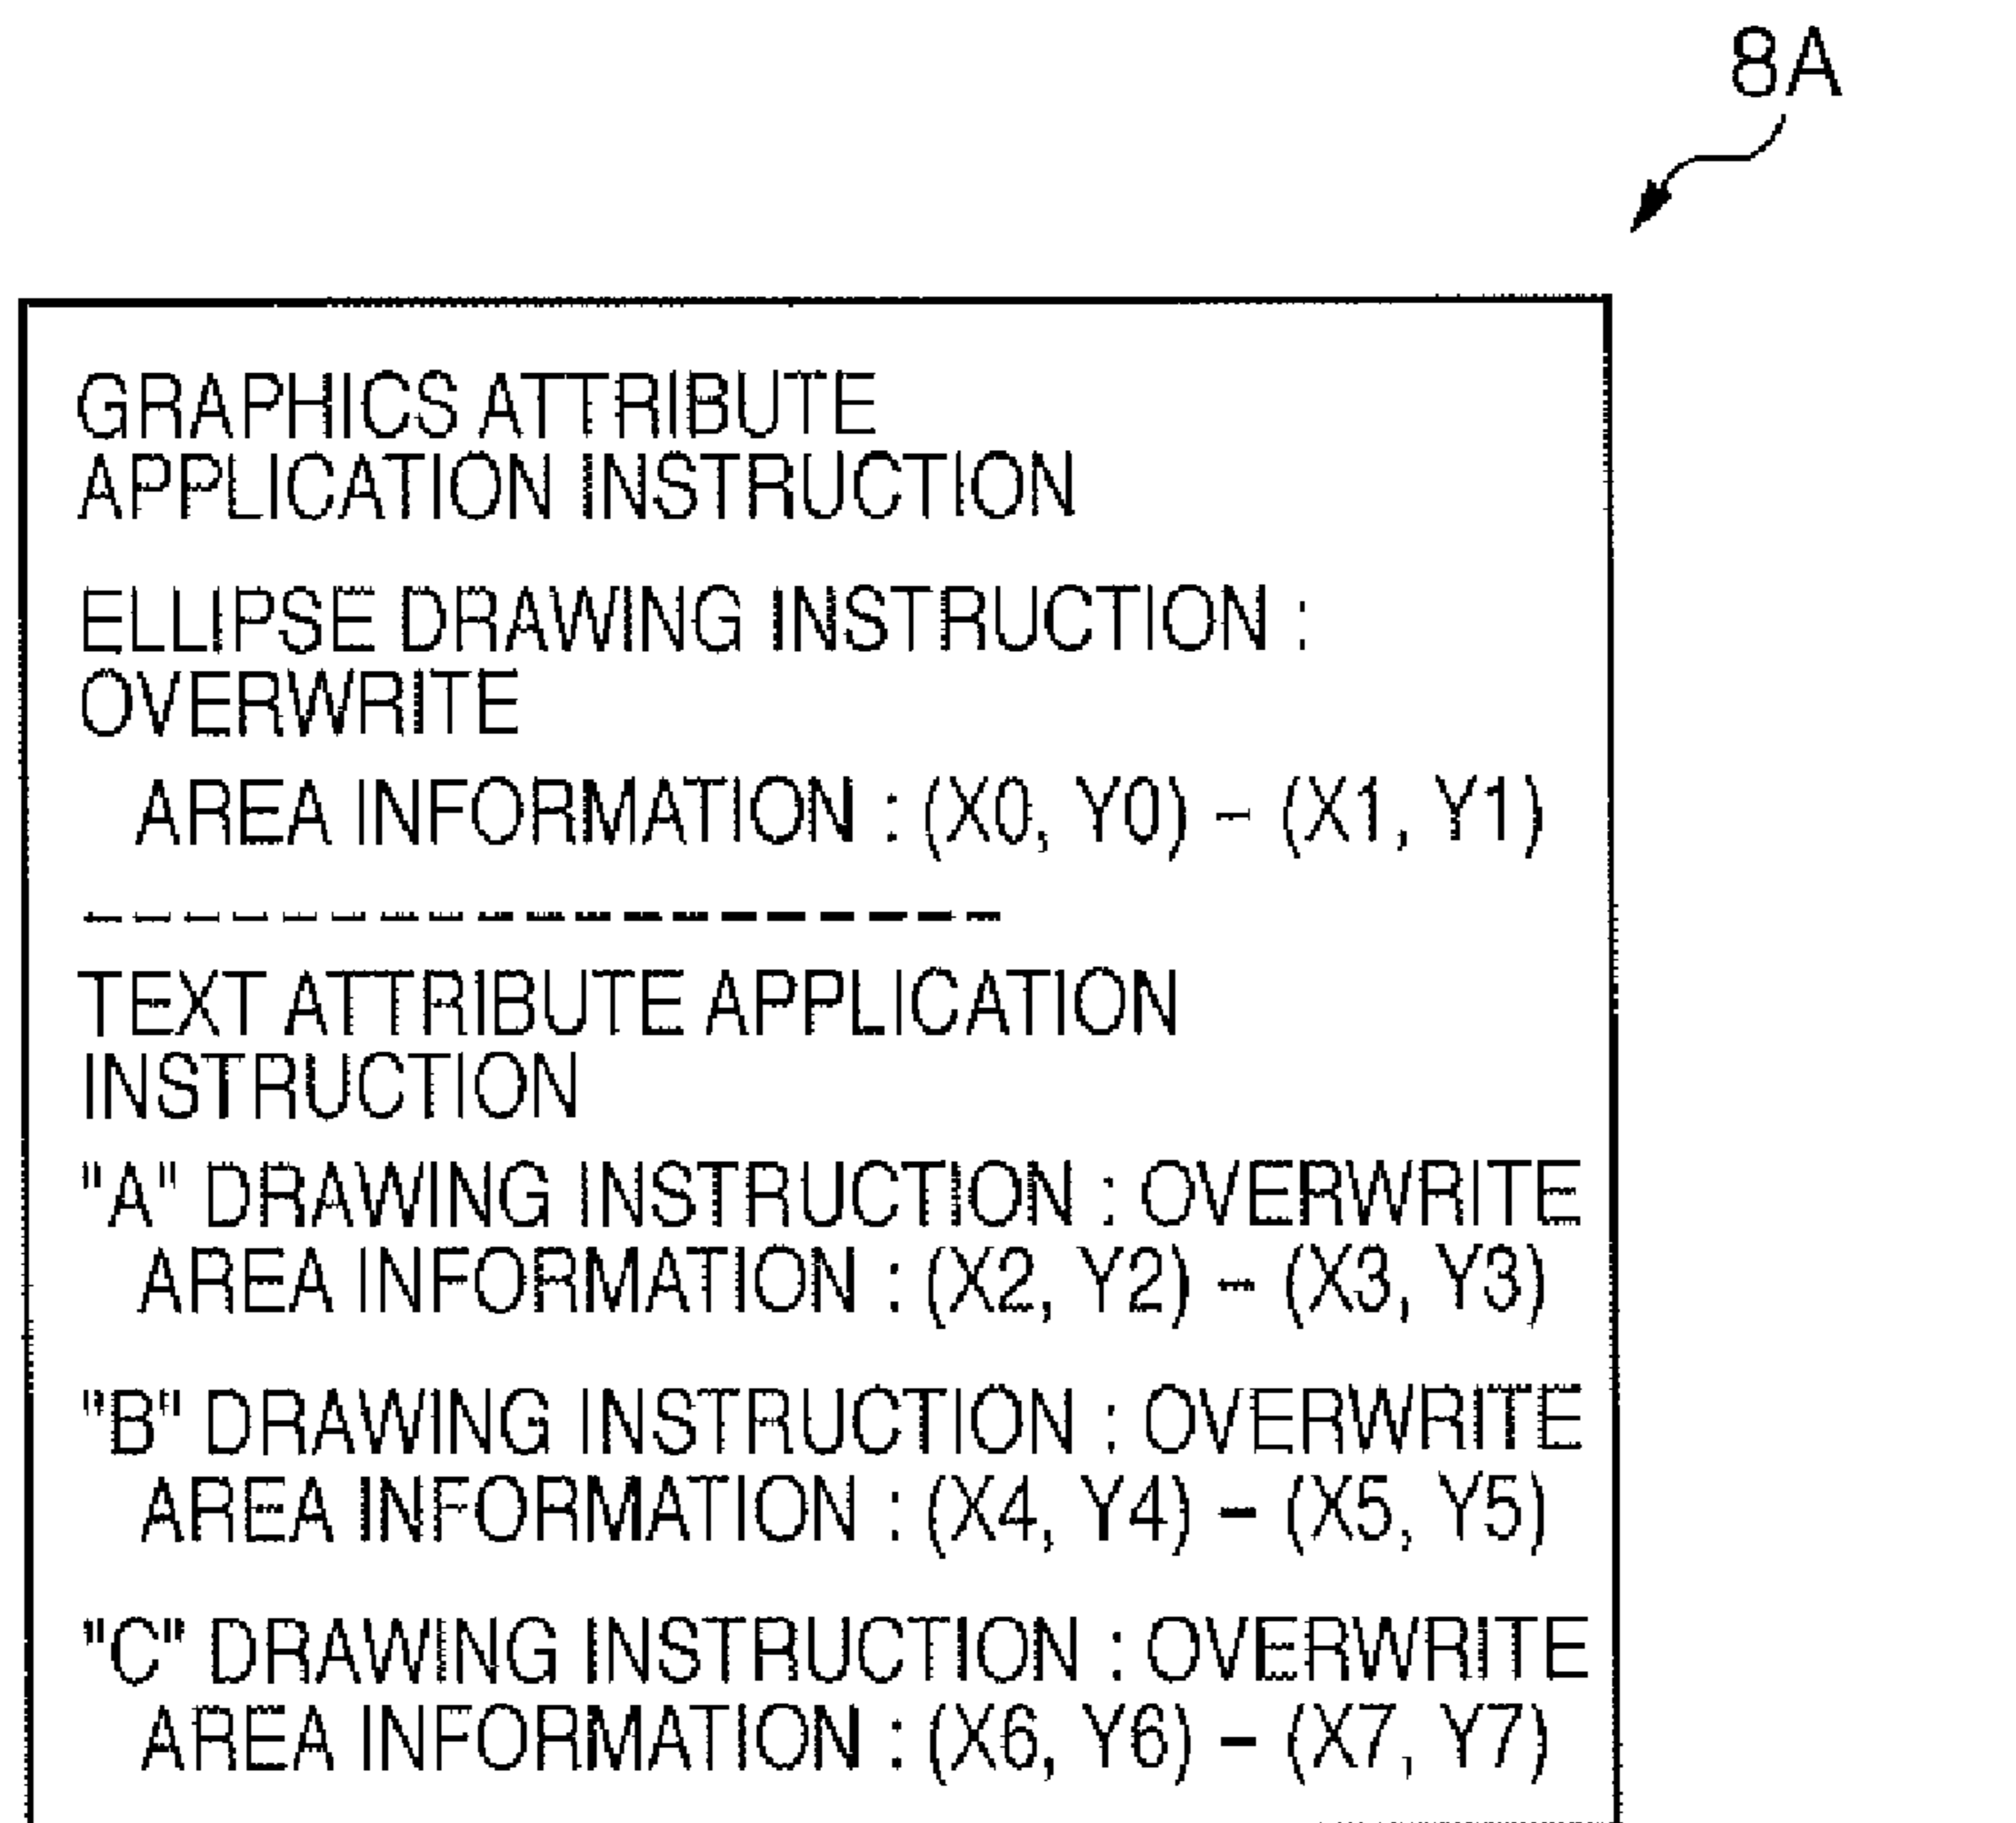 8A
GRAPHICS ATTRIBUTE
APPLICATION INSTRUCTION
ELLIPSE DRAWING INSTRUCTION :
OVERWRITE
AREA INFORMATION : (X0, Y0) – (X1, Y1)
TEXT ATTRIBUTE APPLICATION
INSTRUCTION
"A" DRAWING INSTRUCTION : OVERWRITE
AREA INFORMATION : (X2, Y2) – (X3, Y3)
"B" DRAWING INSTRUCTION : OVERWRITE
AREA INFORMATION : (X4, Y4) – (X5, Y5)
"C" DRAWING INSTRUCTION : OVERWRITE
AREA INFORMATION : (X6, Y6) – (X7, Y7)